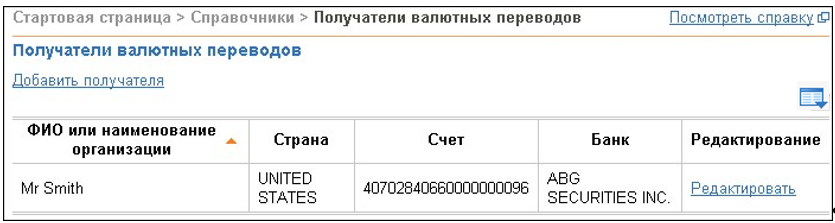 Стартовая страница > Справочники > Получатели валютных переводов Посмотреть справку
Получатели валютных переводов
Добавить получателя
ФИО или наименование организации Страна Счет Банк Редактирование
Mr Smith UNITED STATES 40702840660000000096 ABG SECURITIES INC. Редактировать